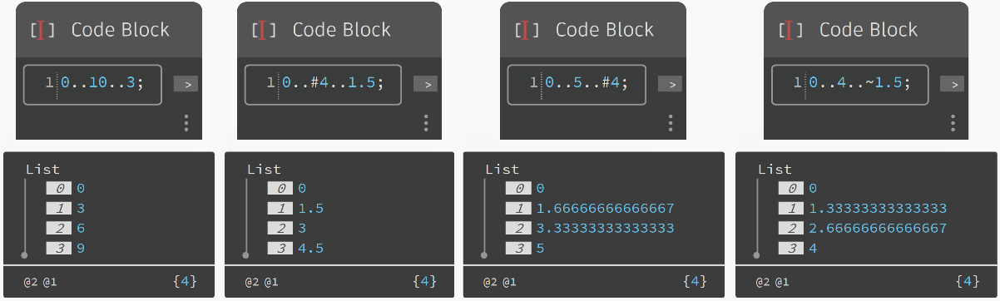 [I] Code Block
1 0..10..3; >
List
0 0
1 3
2 6
3 9
@2 @1 {4}
[I] Code Block
1 0..#4..1.5; >
List
0 0
1 1.5
2 3
3 4.5
@2 @1 {4}
[I] Code Block
1 0..5..#4; >
List
0 0
1 1.66666666666667
2 3.33333333333333
3 5
@2 @1 {4}
[I] Code Block
1 0..4..~1.5; >
List
0 0
1 1.33333333333333
2 2.66666666666667
3 4
@2 @1 {4}